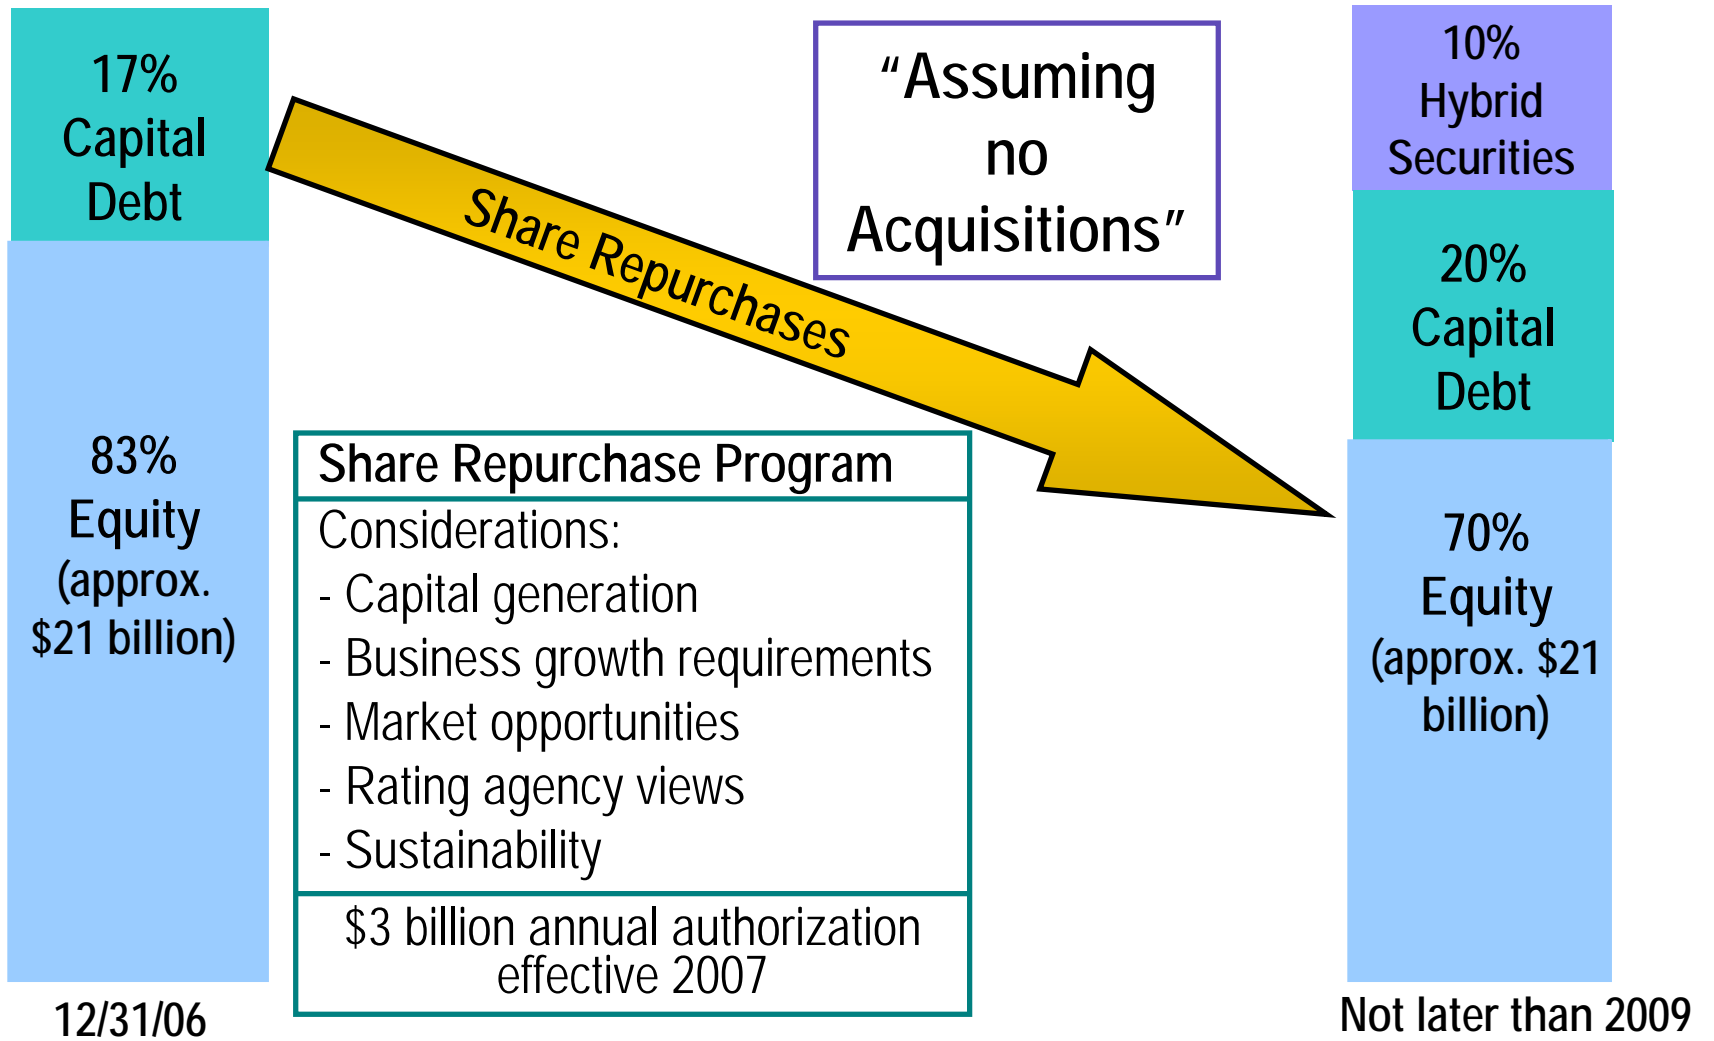 17%
Capital
Debt
83%
Equity
(approx.
$21 billion)
12/31/06
Share Repurchases
“Assuming
no
Acquisitions”
Share Repurchase Program
Considerations:
- Capital generation
- Business growth requirements
- Market opportunities
- Rating agency views
- Sustainability
$3 billion annual authorization
effective 2007
10%
Hybrid
Securities
20%
Capital
Debt
70%
Equity
(approx. $21
billion)
Not later than 2009